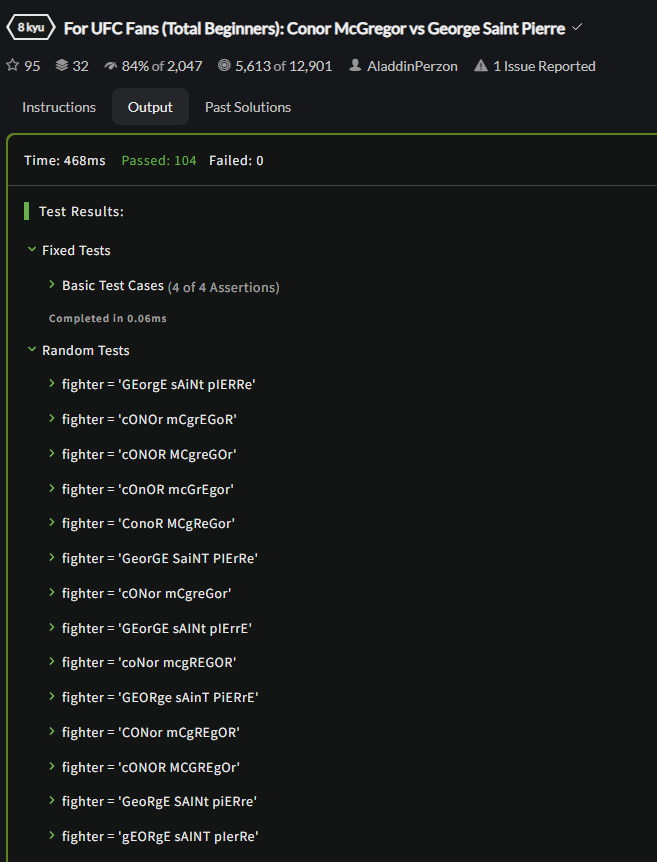 8 kyu For UFC Fans (Total Beginners): Conor McGregor vs George Saint Pierre
95 32 84% of 2,047 5,613 of 12,901 AladdinPerzon 1 Issue Reported
Instructions Output Past Solutions
Time: 468ms Passed: 104 Failed: 0
Test Results:
Fixed Tests
Basic Test Cases (4 of 4 Assertions)
Completed in 0.06ms
Random Tests
fighter = 'GEorgE sAiNt pIERRe'
fighter = 'cONOr mCgrEGoR'
fighter = 'cONOR MCgreGOr'
fighter = 'cOnOR mcGrEgor'
fighter = 'ConoR MCgReGor'
fighter = 'GeorGE SaiNT PIErRe'
fighter = 'cONor mCgreGor'
fighter = 'GEorGE sAINt pIErrE'
fighter = 'coNor mcgREGOR'
fighter = 'GEORge sAinT PiERrE'
fighter = 'CONor mCgREgOR'
fighter = 'cONOR MCGREgOr'
fighter = 'GeoRgE SAINt piERre'
fighter = 'gEORgE sAINT pIerRe'